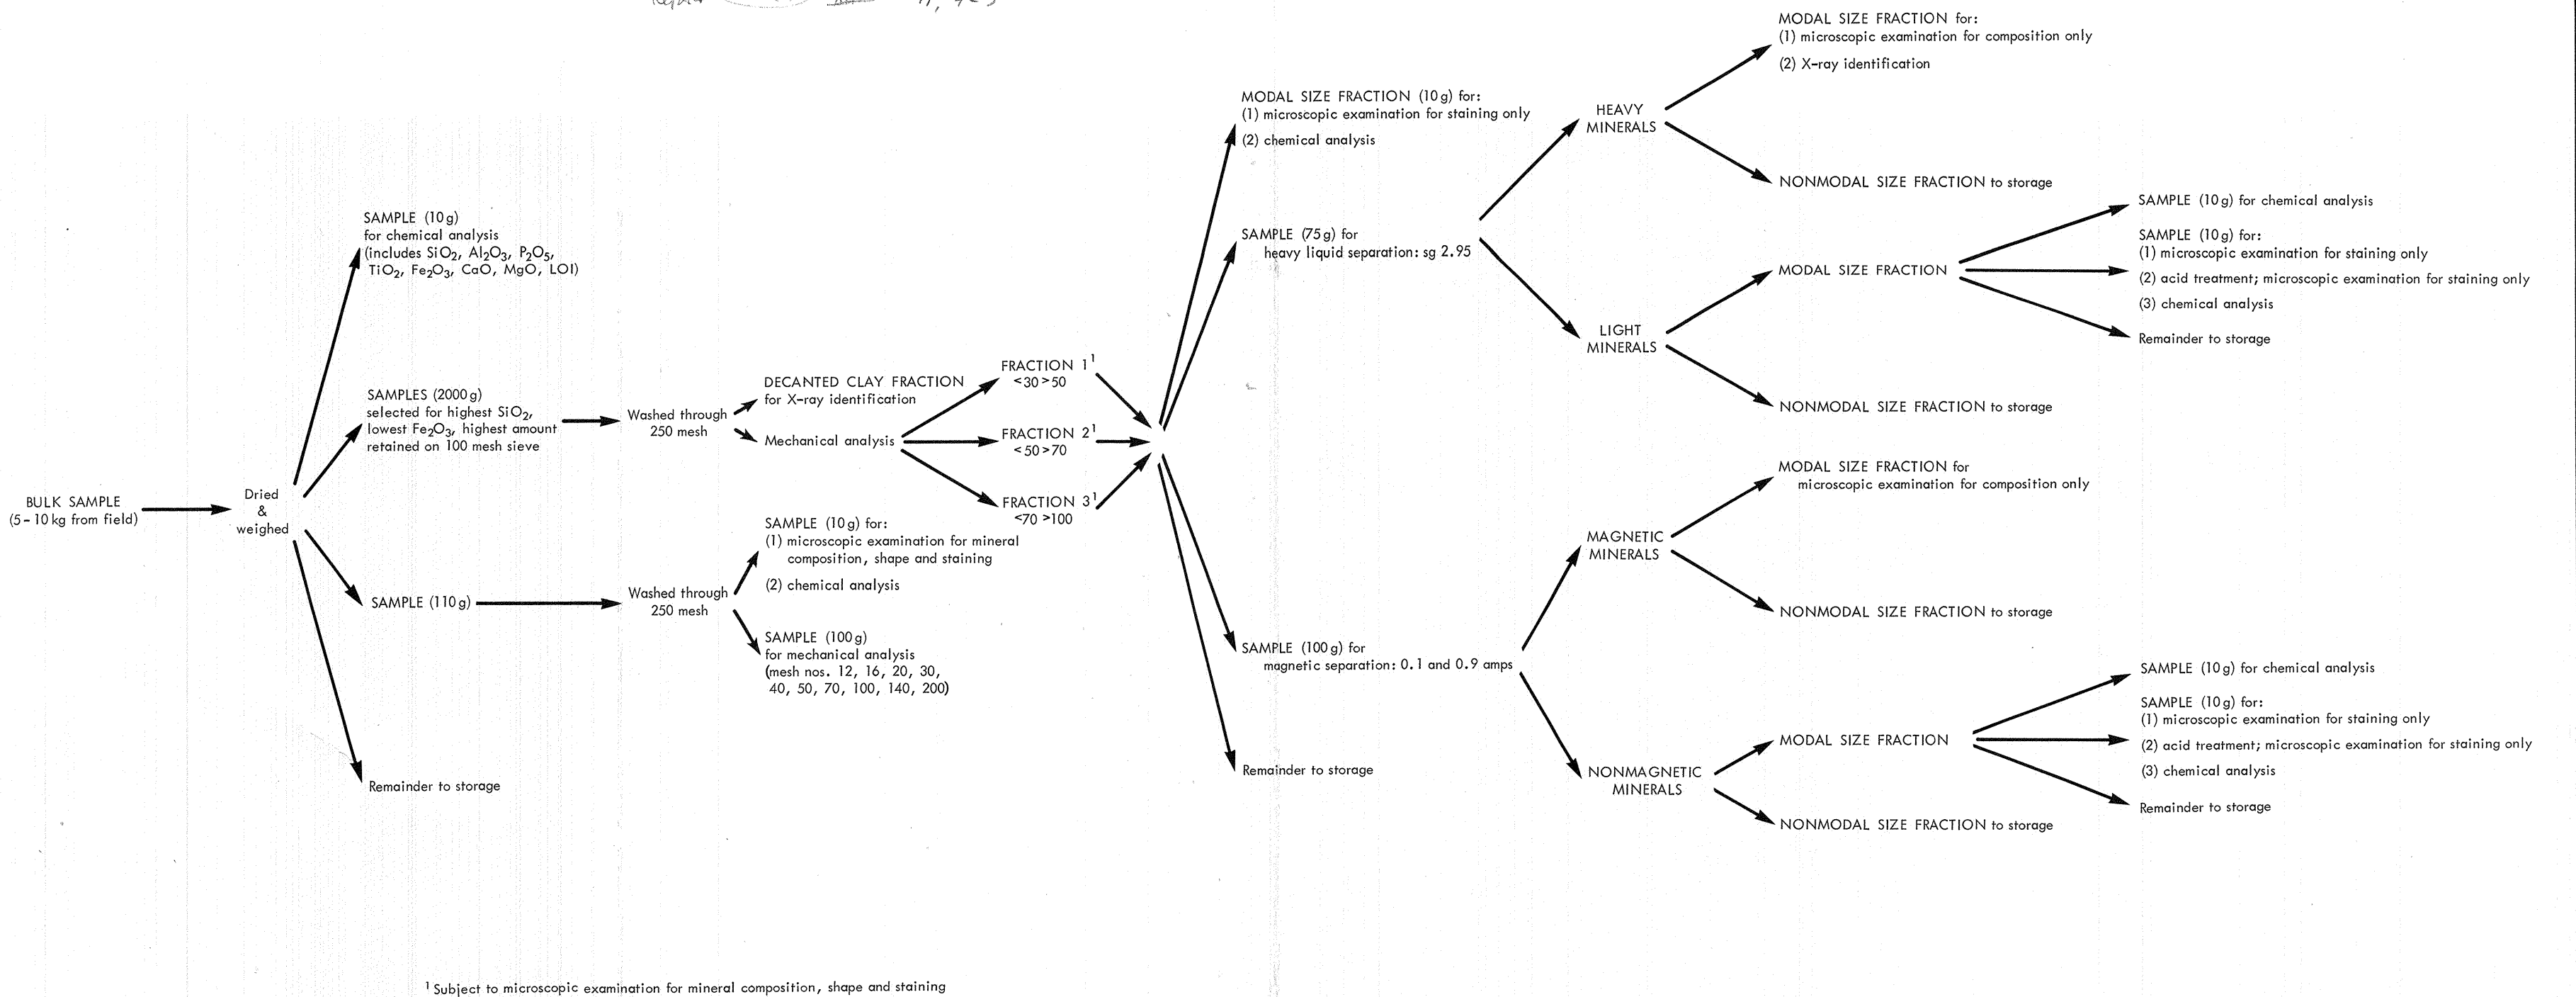 BULK SAMPLE
(5-10 kg from field)
Dried
&
weighed
SAMPLE (10 g)
for chemical analysis
(includes SiO₂, Al₂O₃, P₂O₅,
TiO₂, Fe₂O₃, CaO, MgO, LOI)
SAMPLES (2000 g)
selected for highest SiO₂,
lowest Fe₂O₃, highest amount
retained on 100 mesh sieve
SAMPLE (110 g)
Remainder to storage
Washed through
250 mesh
DECANTED CLAY FRACTION
for X-ray identification
Mechanical analysis
Washed through
250 mesh
SAMPLE (10 g) for:
(1) microscopic examination for mineral
composition, shape and staining
(2) chemical analysis
SAMPLE (100 g)
for mechanical analysis
(mesh nos. 12, 16, 20, 30,
40, 50, 70, 100, 140, 200)
FRACTION 1¹
<30 >50
FRACTION 2¹
<50 >70
FRACTION 3¹
<70 >100
MODAL SIZE FRACTION (10 g) for:
(1) microscopic examination for staining only
(2) chemical analysis
SAMPLE (75 g) for
heavy liquid separation: sg 2.95
SAMPLE (100 g) for
magnetic separation: 0.1 and 0.9 amps
Remainder to storage
HEAVY
MINERALS
MODAL SIZE FRACTION for:
(1) microscopic examination for composition only
(2) X-ray identification
NONMODAL SIZE FRACTION to storage
LIGHT
MINERALS
MODAL SIZE FRACTION
SAMPLE (10 g) for chemical analysis
SAMPLE (10 g) for:
(1) microscopic examination for staining only
(2) acid treatment; microscopic examination for staining only
(3) chemical analysis
Remainder to storage
NONMODAL SIZE FRACTION to storage
MAGNETIC
MINERALS
MODAL SIZE FRACTION for
microscopic examination for composition only
NONMODAL SIZE FRACTION to storage
NONMAGNETIC
MINERALS
MODAL SIZE FRACTION
SAMPLE (10 g) for chemical analysis
SAMPLE (10 g) for:
(1) microscopic examination for staining only
(2) acid treatment; microscopic examination for staining only
(3) chemical analysis
Remainder to storage
NONMODAL SIZE FRACTION to storage
¹ Subject to microscopic examination for mineral composition, shape and staining